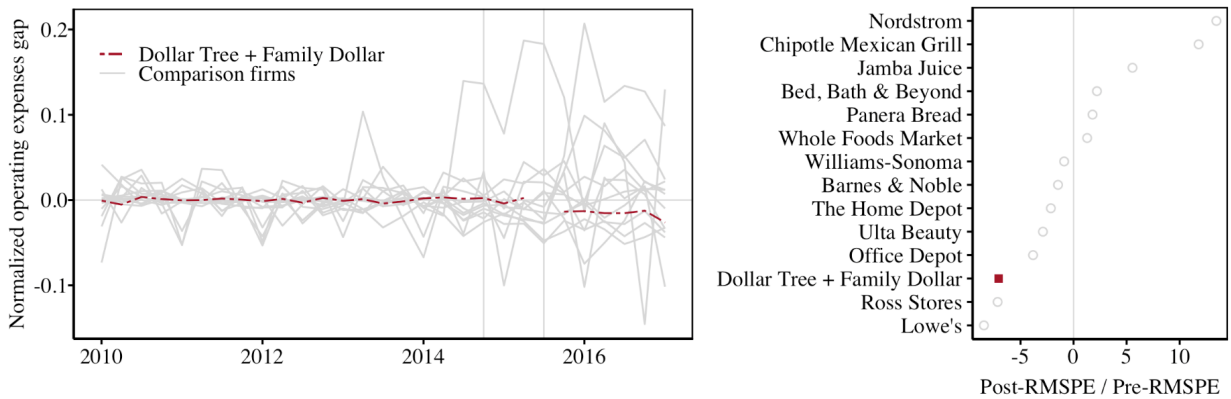 Normalized operating expenses gap
0.2
0.1
0.0
-0.1
Dollar Tree + Family Dollar
Comparison firms
2010
2012
2014
2016
Nordstrom
Chipotle Mexican Grill
Jamba Juice
Bed, Bath & Beyond
Panera Bread
Whole Foods Market
Williams-Sonoma
Barnes & Noble
The Home Depot
Ulta Beauty
Office Depot
Dollar Tree + Family Dollar
Ross Stores
Lowe's
-5
0
5
10
Post-RMSPE / Pre-RMSPE